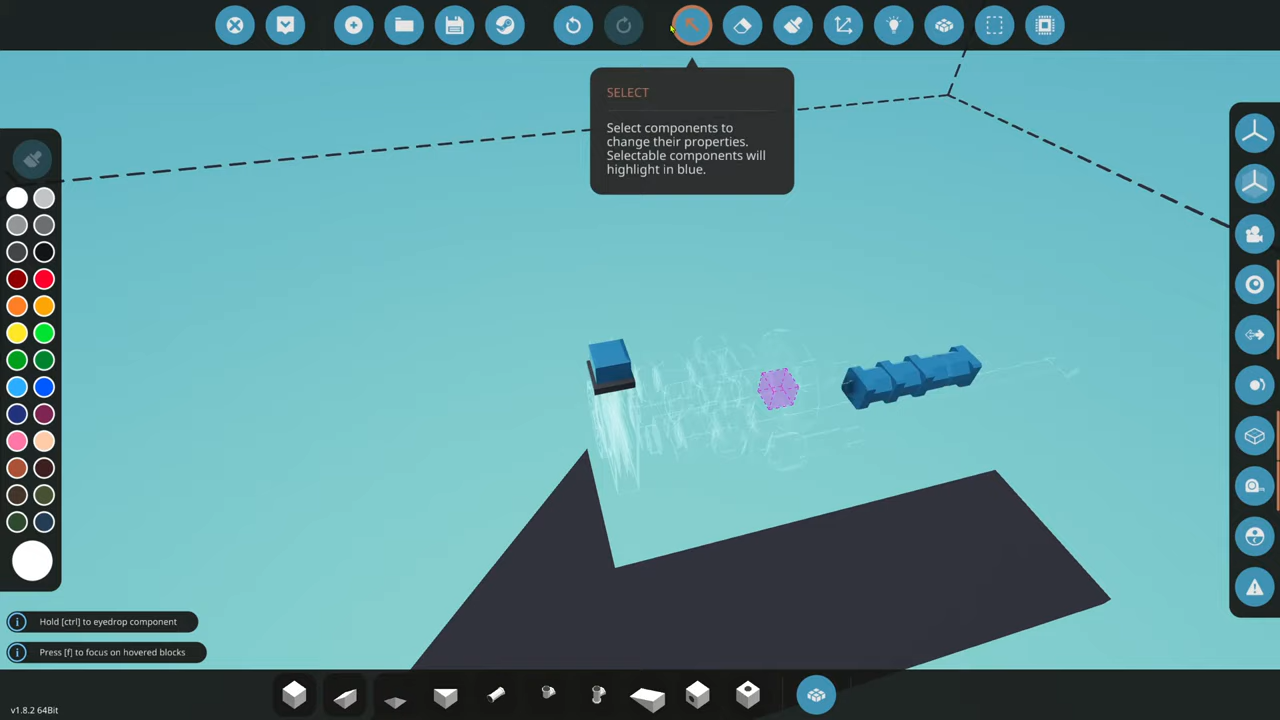 SELECT
Select components to
change their properties.
Selectable components will
highlight in blue.
Hold [ctrl] to eyedrop component
Press [f] to focus on hovered blocks
v1.8.2 64Bit